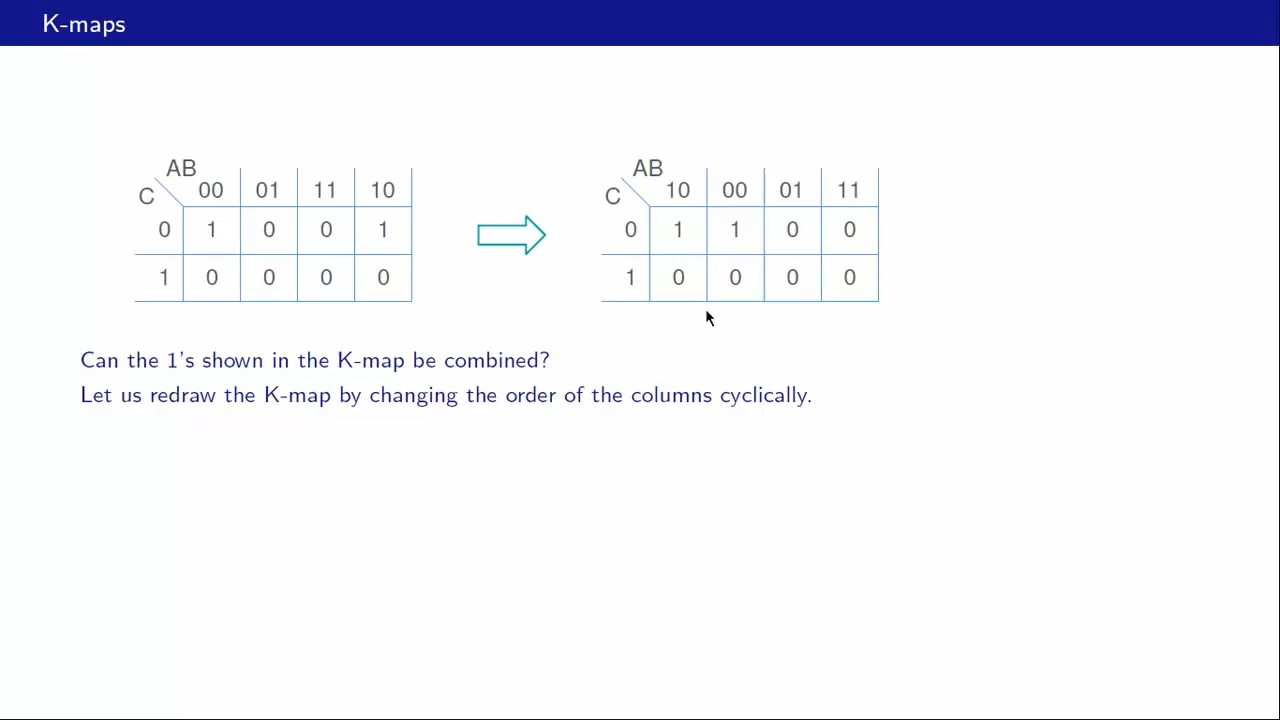 K-maps
AB
C 00 01 11 10
0 1 0 0 1
1 0 0 0 0
AB
C 10 00 01 11
0 1 1 0 0
1 0 0 0 0
Can the 1's shown in the K-map be combined?
Let us redraw the K-map by changing the order of the columns cyclically.